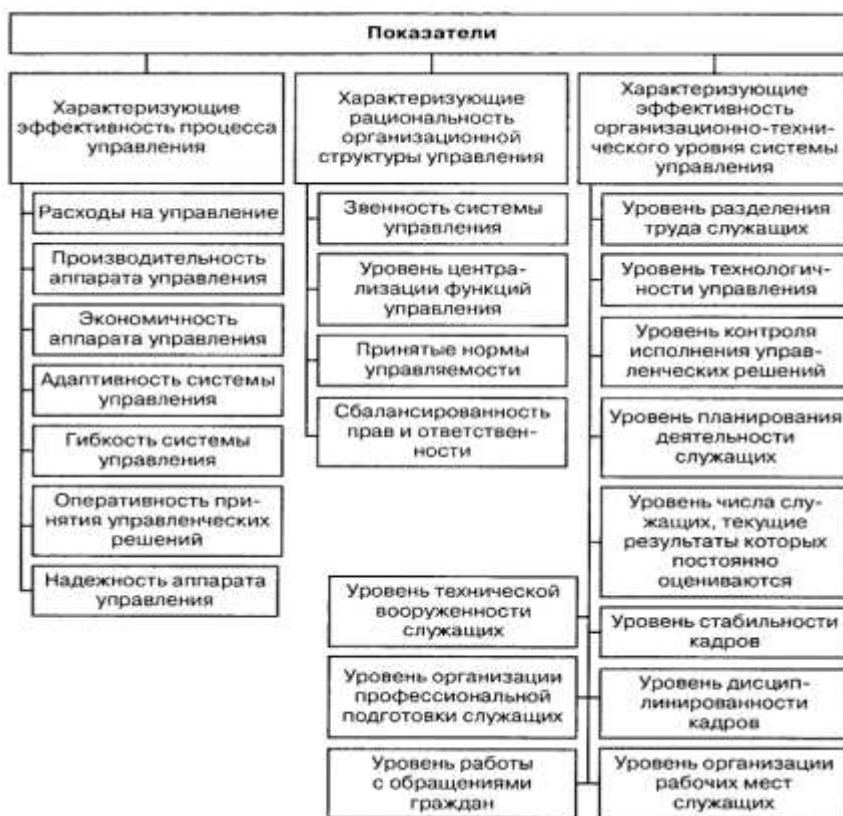 Показатели
Характеризующие
эффективность процесса
управления
Расходы на управление
Производительность
аппарата управления
Экономичность
аппарата управления
Адаптивность системы
управления
Гибкость системы
управления
Оперативность при-
нятия управленческих
решений
Надежность аппарата
управления
Характеризующие
рациональность
организационной
структуры управления
Звенность системы
управления
Уровень центра-
лизации функций
управления
Принятые нормы
управляемости
Сбалансированность
прав и ответствен-
ности
Характеризующие
эффективность
организационно-техни-
ческого уровня системы
управления
Уровень разделения
труда служащих
Уровень технологич-
ности управления
Уровень контроля
исполнения управ-
ленческих решений
Уровень планирования
деятельности
служащих
Уровень числа слу-
жащих, текущие
результаты которых
постоянно
оцениваются
Уровень технической
вооруженности
служащих
Уровень стабильности
кадров
Уровень организации
профессиональной
подготовки служащих
Уровень дисцип-
линированности
кадров
Уровень работы
с обращениями
граждан
Уровень организации
рабочих мест
служащих